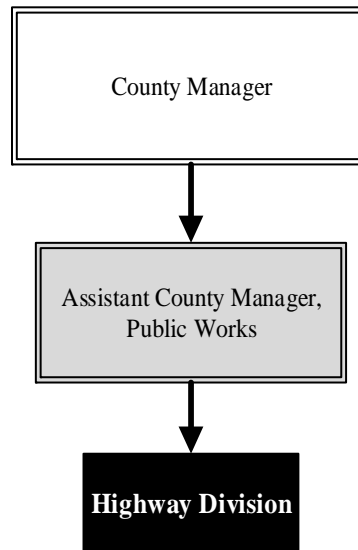 County Manager
Assistant County Manager,
Public Works
Highway Division